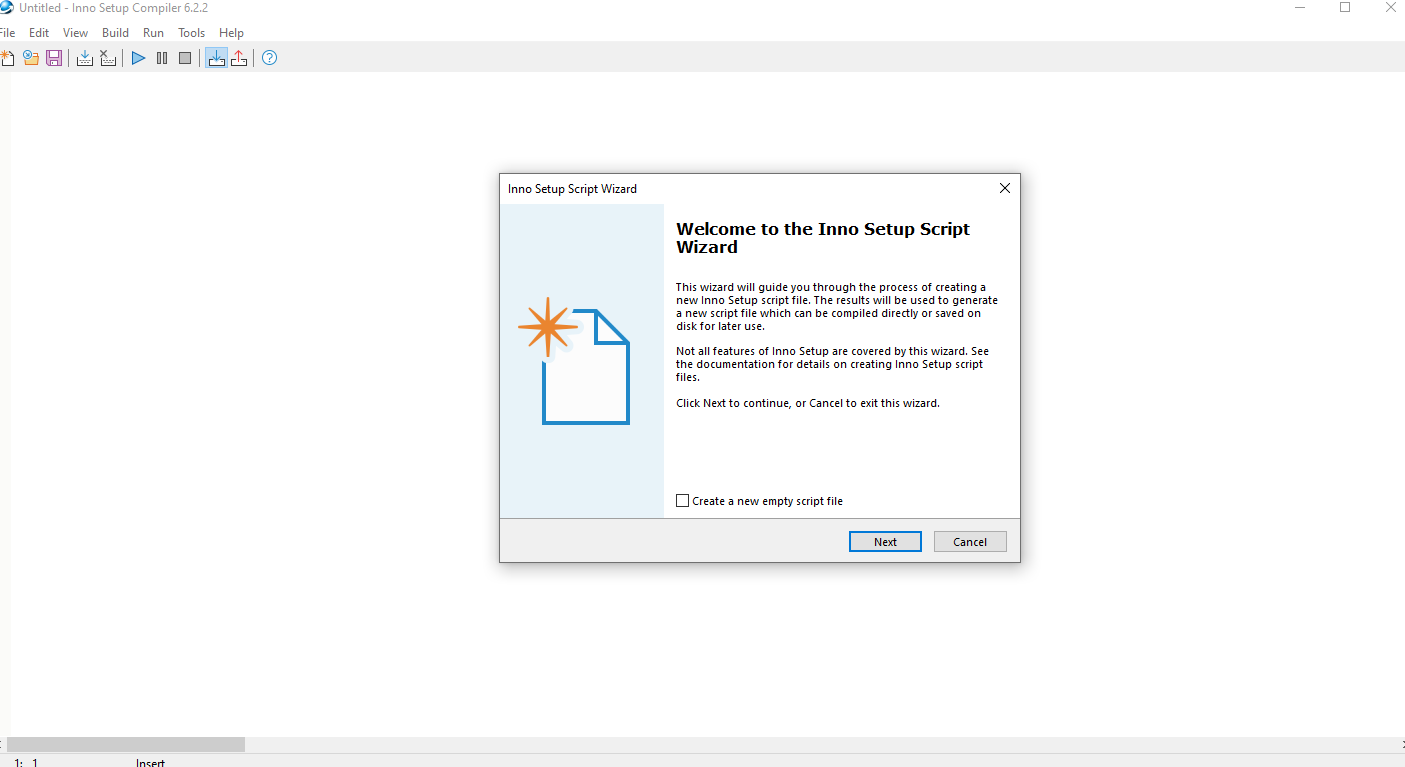 Untitled - Inno Setup Compiler 6.2.2
File Edit View Build Run Tools Help
Inno Setup Script Wizard
Welcome to the Inno Setup Script
Wizard
This wizard will guide you through the process of creating a
new Inno Setup script file. The results will be used to generate
a new script file which can be compiled directly or saved on
disk for later use.
Not all features of Inno Setup are covered by this wizard. See
the documentation for details on creating Inno Setup script
files.
Click Next to continue, or Cancel to exit this wizard.
Create a new empty script file
Next Cancel
1: 1 Insert